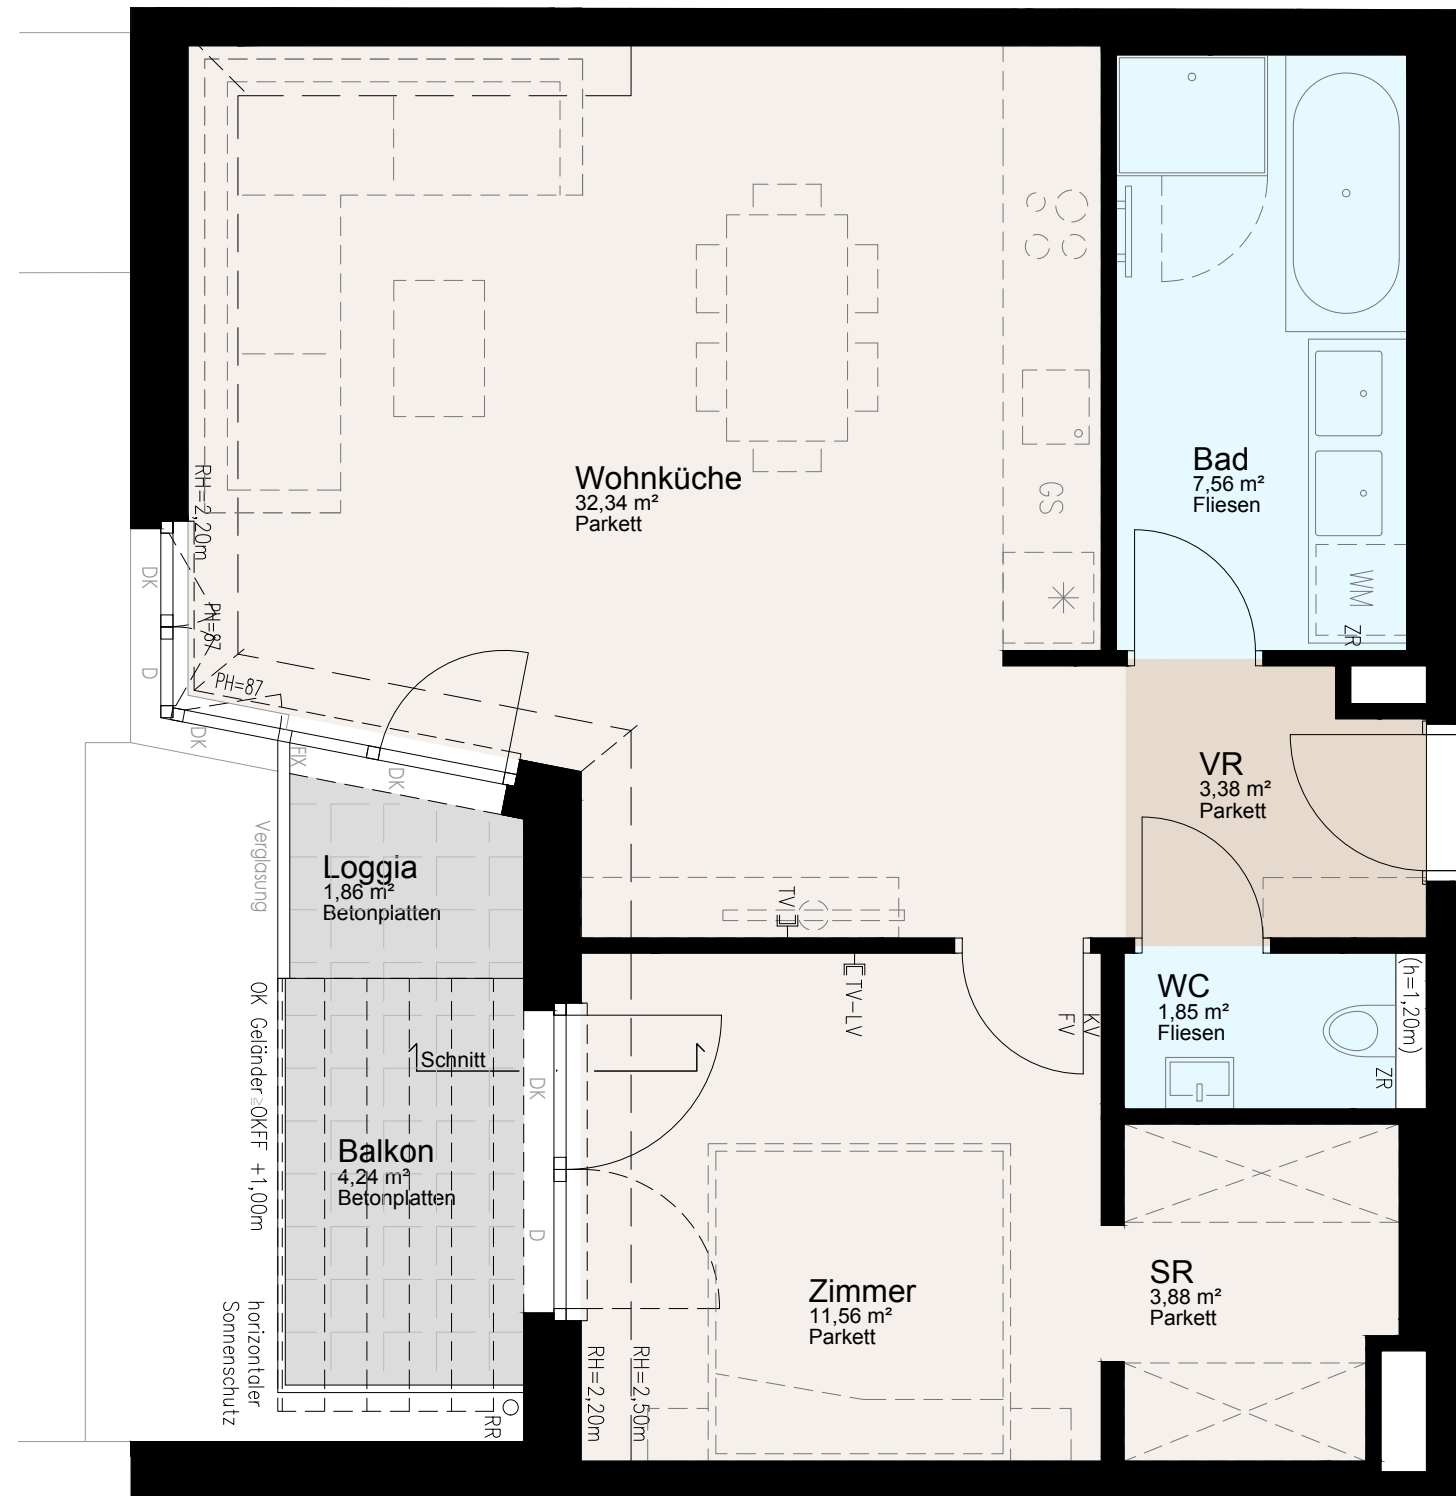 Wohnküche
32,34 m²
Parkett
Bad
7,56 m²
Fliesen
GS
WM
ZR
RH=2,20m
DK
PH=87
D
PH=87
DK
FIX
DK
VR
3,38 m²
Parkett
Verglasung
Loggia
1,86 m²
Betonplatten
TV
TV-LV
FV
KV
WC
1,85 m²
Fliesen
(h=1,20m)
ZR
OK Geländer≥OKFF +1,00m
Schnitt
DK
Balkon
4,24 m²
Betonplatten
D
Zimmer
11,56 m²
Parkett
SR
3,88 m²
Parkett
horizontaler
Sonnenschutz
RH=2,20m
RH=2,50m
RR